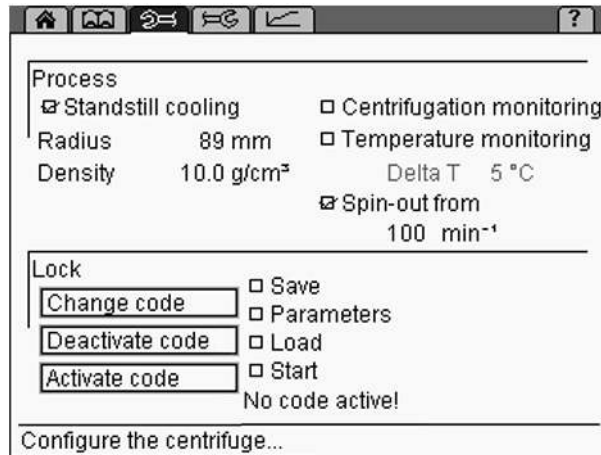 ?
Process
Standstill cooling
Radius 89 mm
Density 10.0 g/cm³
Centrifugation monitoring
Temperature monitoring
Delta T 5 °C
Spin-out from
100 min⁻¹
Lock
Change code
Deactivate code
Activate code
Save
Parameters
Load
Start
No code active!
Configure the centrifuge...